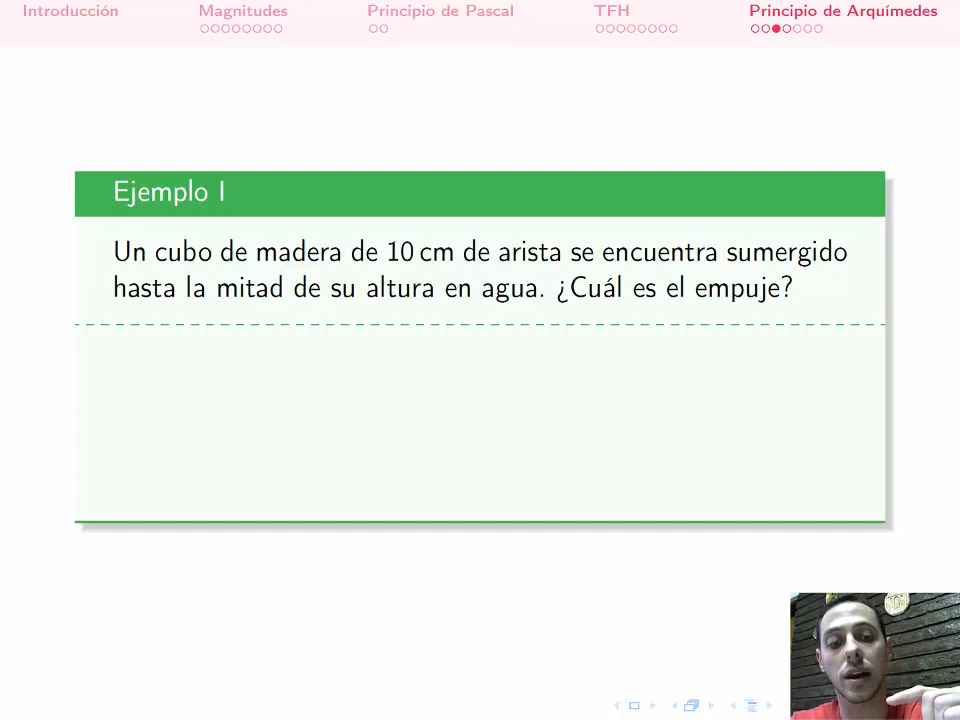 Introducción Magnitudes Principio de Pascal TFH Principio de Arquímedes
Ejemplo I
Un cubo de madera de 10 cm de arista se encuentra sumergido
hasta la mitad de su altura en agua. ¿Cuál es el empuje?